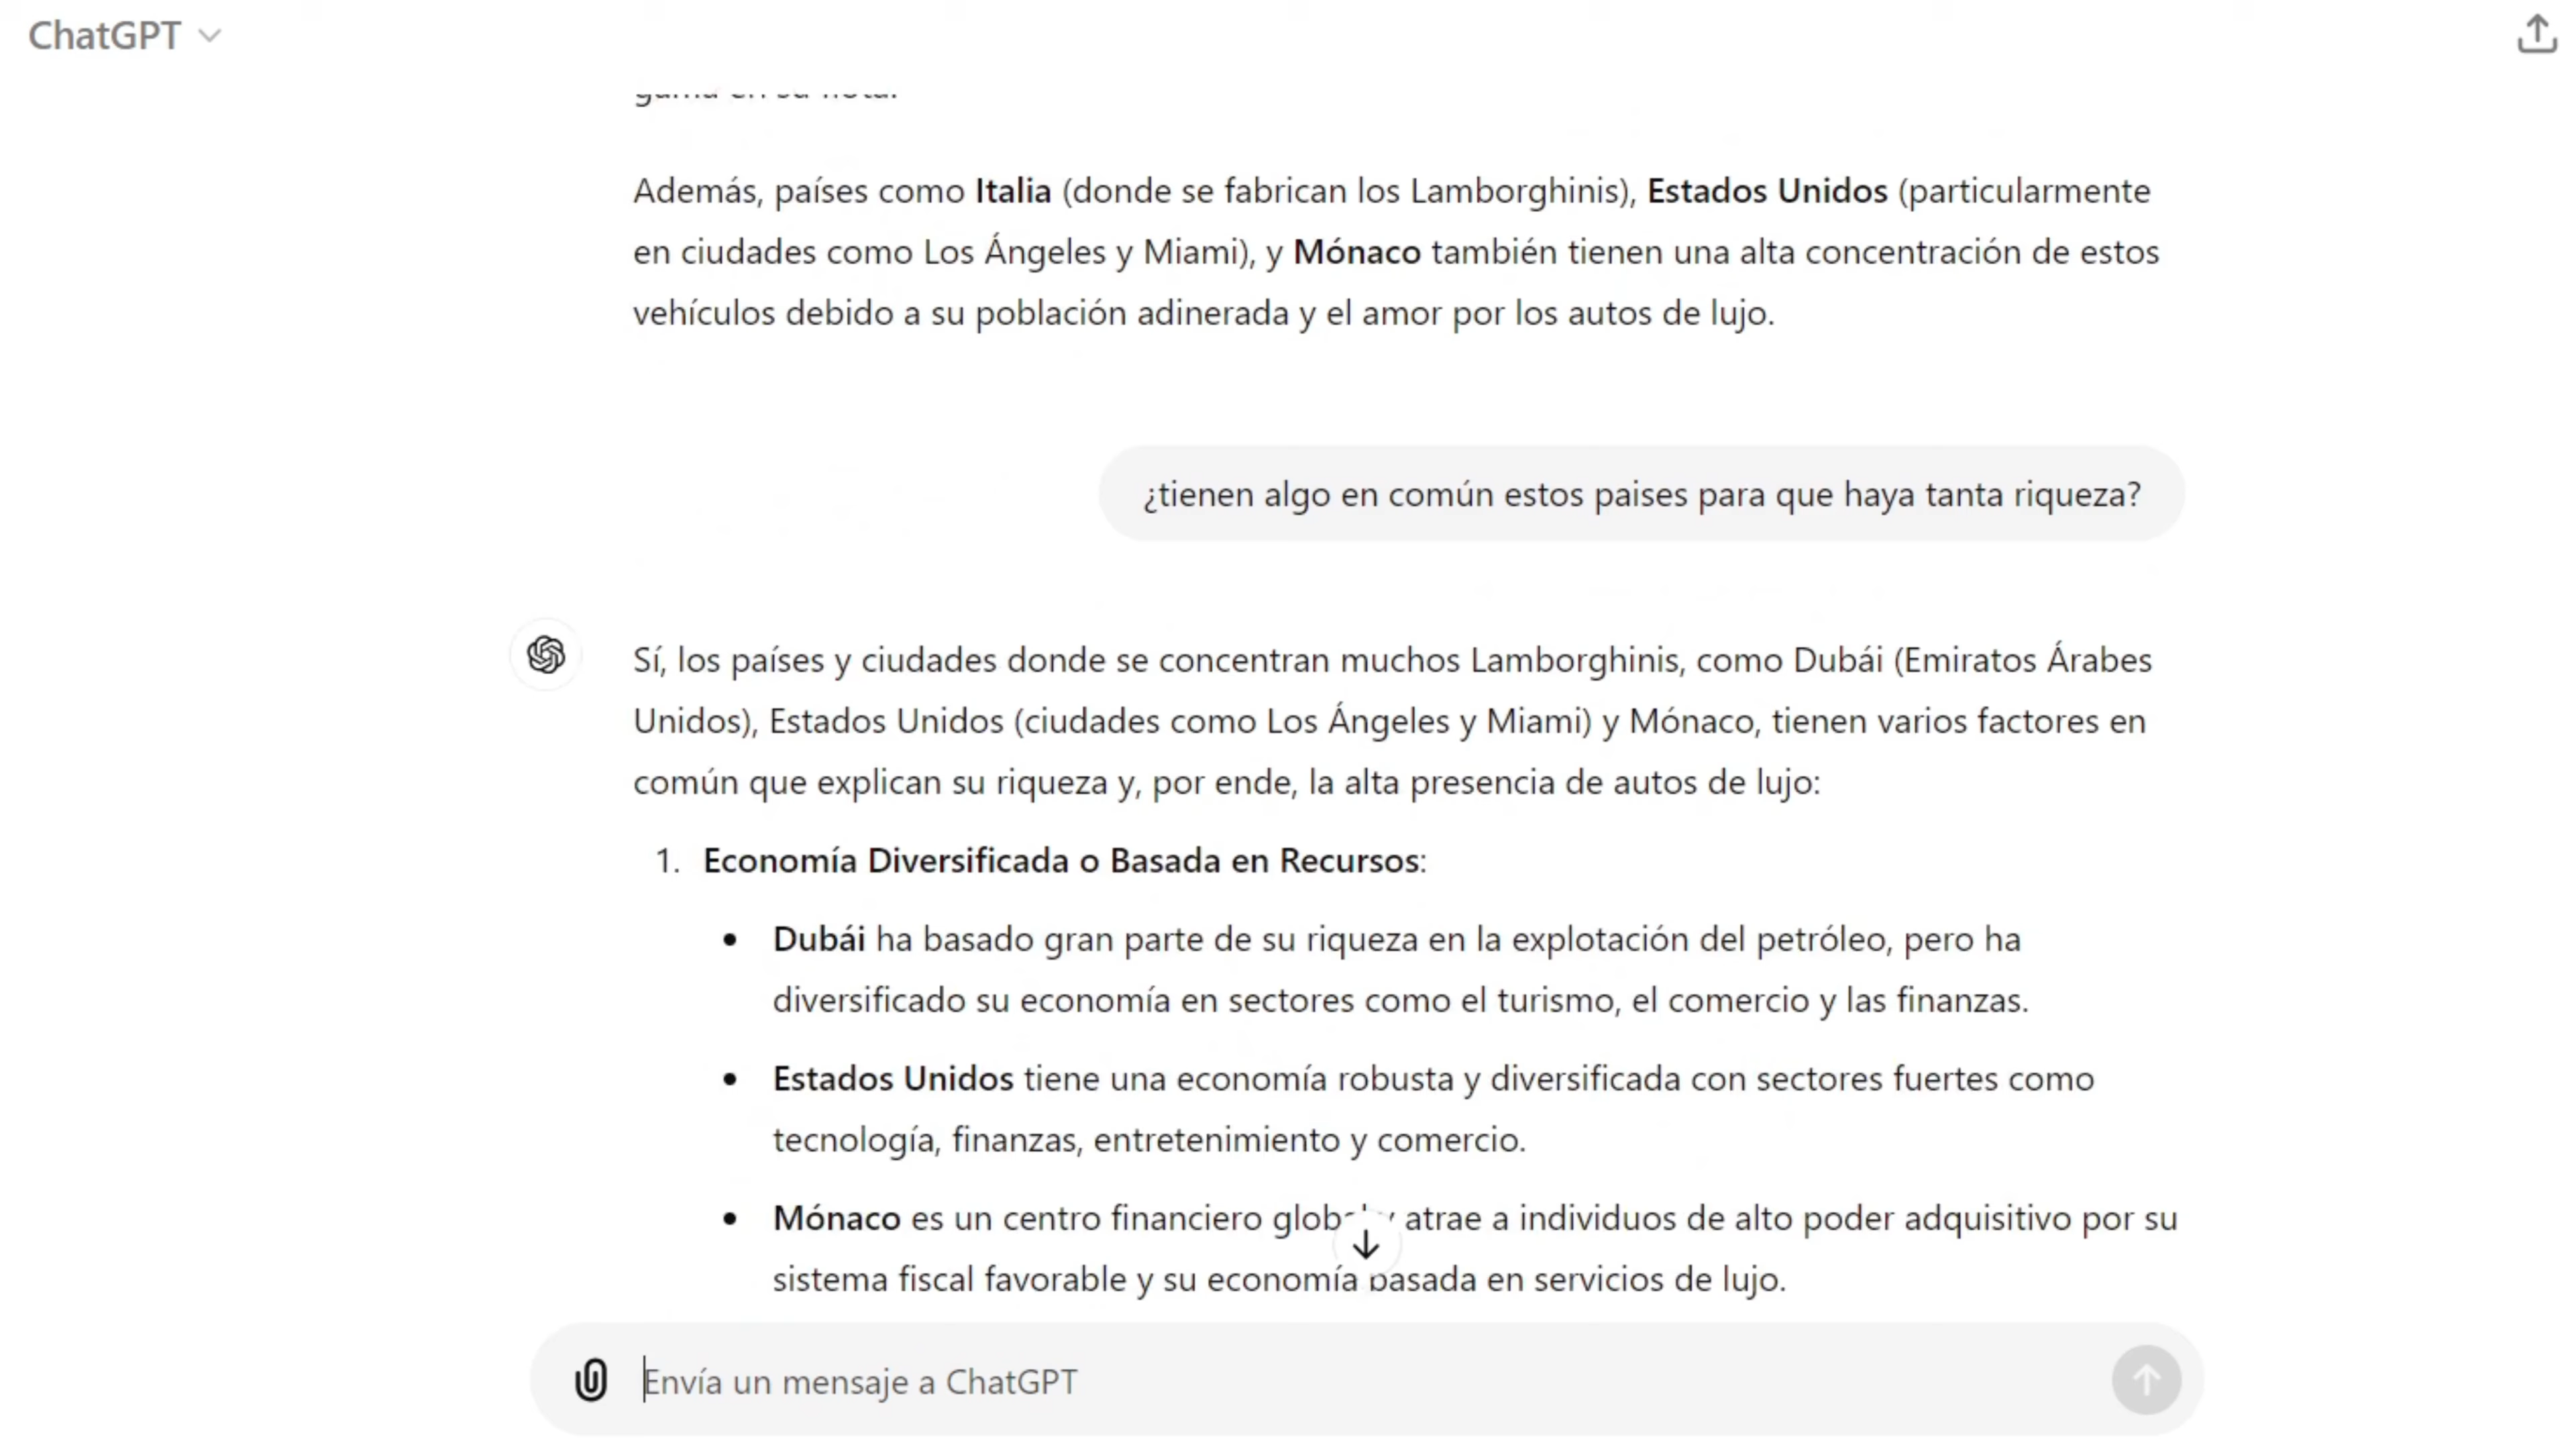 ChatGPT
Además, países como Italia (donde se fabrican los Lamborghinis), Estados Unidos (particularmente
en ciudades como Los Ángeles y Miami), y Mónaco también tienen una alta concentración de estos
vehículos debido a su población adinerada y el amor por los autos de lujo.
¿tienen algo en común estos paises para que haya tanta riqueza?
Sí, los países y ciudades donde se concentran muchos Lamborghinis, como Dubái (Emiratos Árabes
Unidos), Estados Unidos (ciudades como Los Ángeles y Miami) y Mónaco, tienen varios factores en
común que explican su riqueza y, por ende, la alta presencia de autos de lujo:
1. Economía Diversificada o Basada en Recursos:
• Dubái ha basado gran parte de su riqueza en la explotación del petróleo, pero ha
diversificado su economía en sectores como el turismo, el comercio y las finanzas.
• Estados Unidos tiene una economía robusta y diversificada con sectores fuertes como
tecnología, finanzas, entretenimiento y comercio.
• Mónaco es un centro financiero global y atrae a individuos de alto poder adquisitivo por su
sistema fiscal favorable y su economía basada en servicios de lujo.
Envía un mensaje a ChatGPT